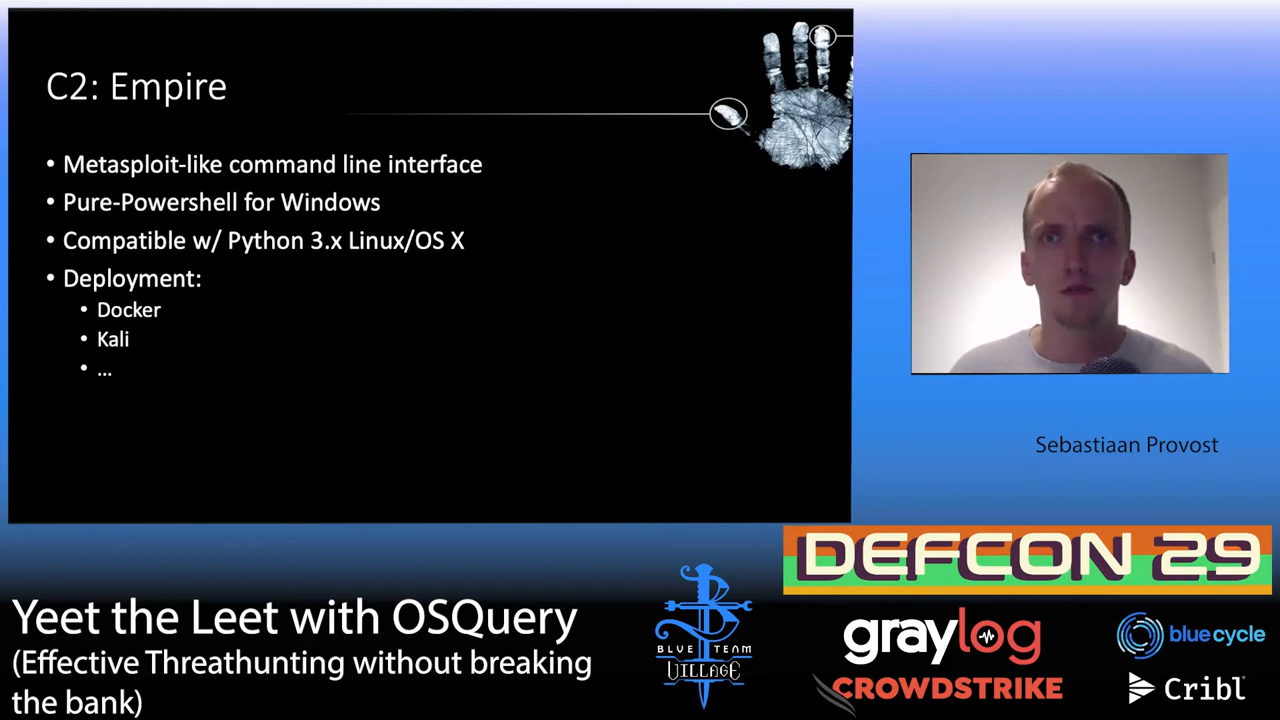 C2: Empire
• Metasploit-like command line interface
• Pure-Powershell for Windows
• Compatible w/ Python 3.x Linux/OS X
• Deployment:
• Docker
• Kali
• ...
Sebastiaan Provost
DEFCON 29
Yeet the Leet with OSQuery
(Effective Threathunting without breaking
the bank)
BLUE TEAM
VILLAGE
graylog
blue cycle
CROWDSTRIKE
Cribl